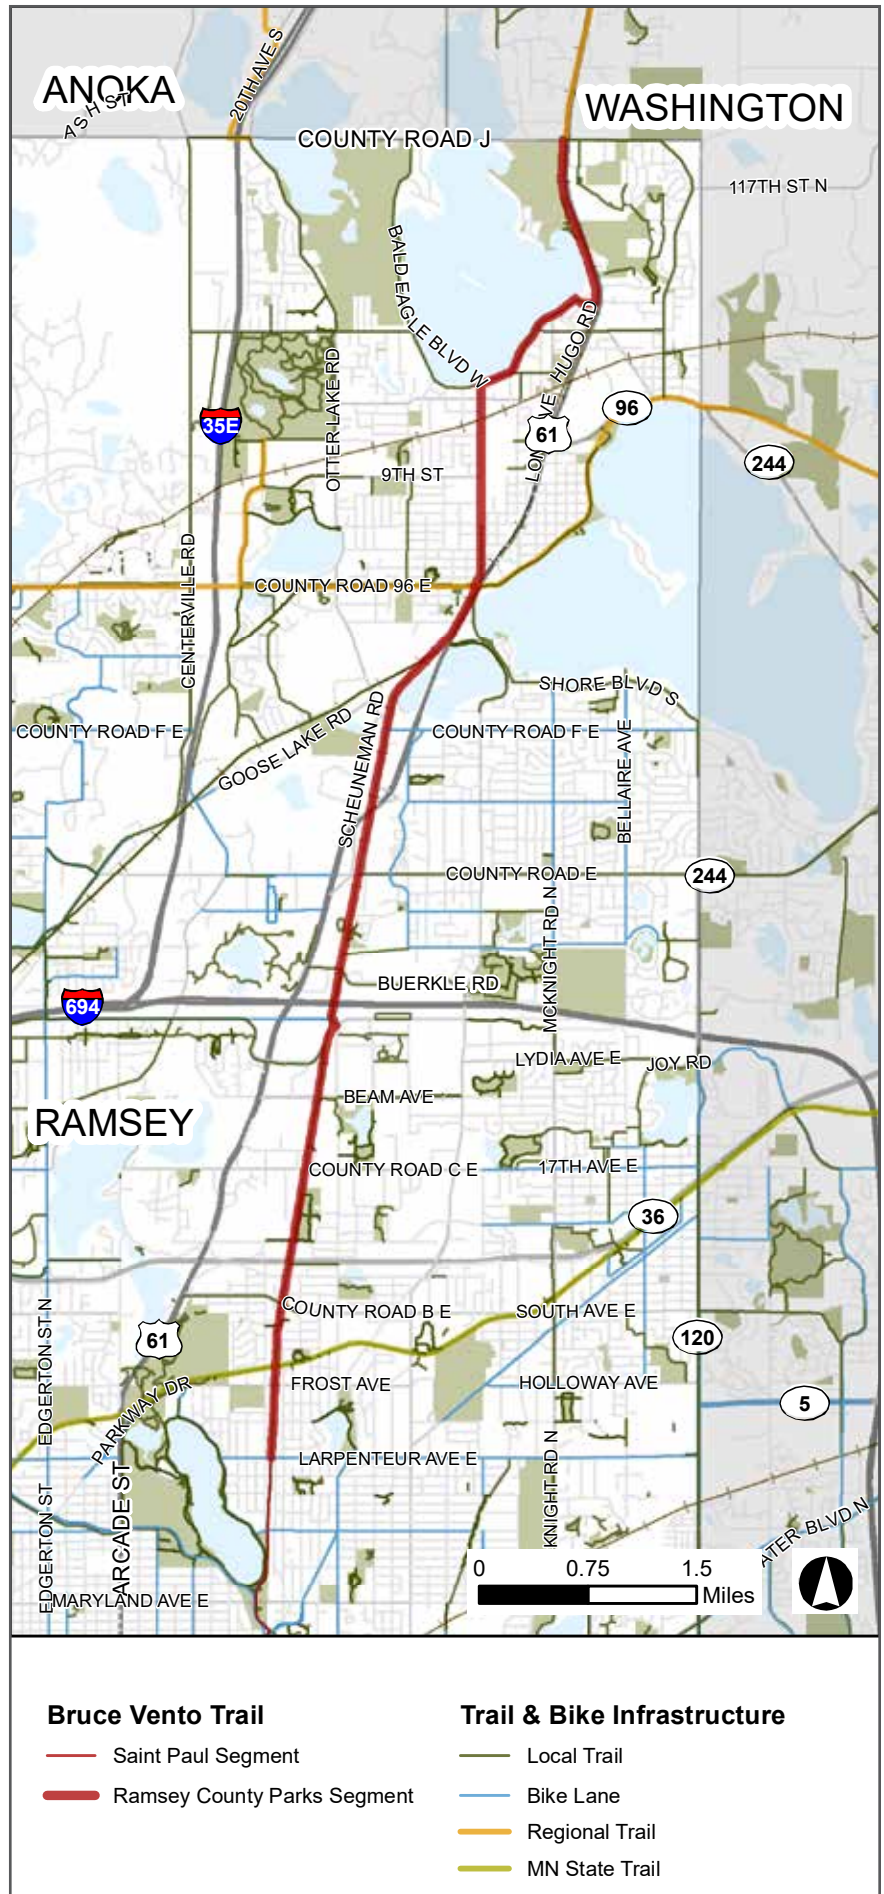 ANOKA
ASH ST
20TH AVE S
WASHINGTON
COUNTY ROAD J
117TH ST N
BALD EAGLE BLVD W
HUGO RD
OTTER LAKE RD
96
35E
61
244
9TH ST
CENTERVILLE RD
COUNTY ROAD 96 E
SHORE BLVD S
SCHEUNEMAN RD
COUNTY ROAD F E
GOOSE LAKE RD
COUNTY ROAD F E
BELLAIRE AVE
COUNTY ROAD E
244
MCKNIGHT RD N
BUERKLE RD
694
LYDIA AVE E
JOY RD
BEAM AVE
RAMSEY
COUNTY ROAD C E
17TH AVE E
36
COUNTY ROAD B E
SOUTH AVE E
61
120
EDGERTON ST N
PARKWAY DR
FROST AVE
HOLLOWAY AVE
5
LARPENTEUR AVE E
KNIGHT RD N
EDGERTON ST
ARCADE ST
ATER BLVD N
MARYLAND AVE E
0 0.75 1.5
Miles
Bruce Vento Trail
Saint Paul Segment
Ramsey County Parks Segment
Trail & Bike Infrastructure
Local Trail
Bike Lane
Regional Trail
MN State Trail